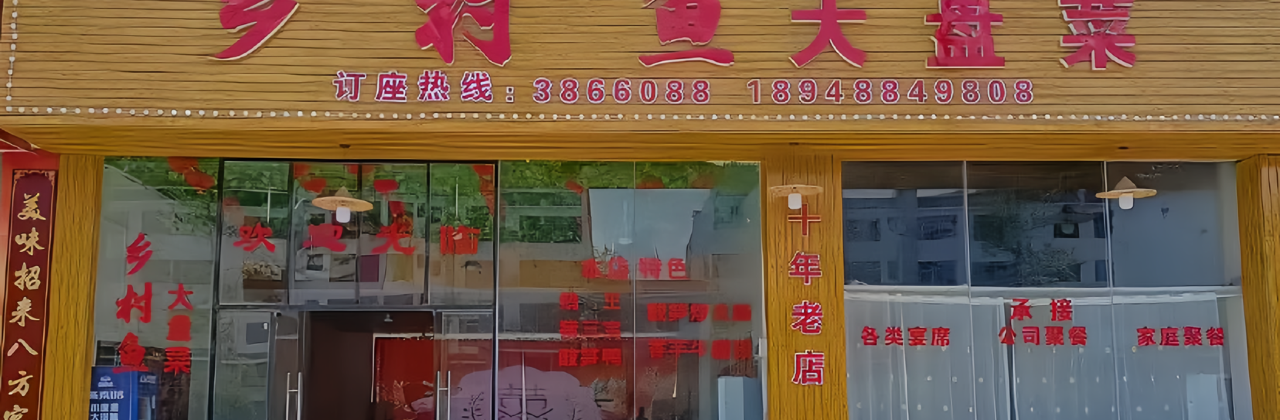 乡村鱼大盘菜
订座热线：3866088 18948849808
美味招来八方客
乡村鱼
大盘菜
欢迎光临
本店特色
十年老店
承接
各类宴席 公司聚餐 家庭聚餐